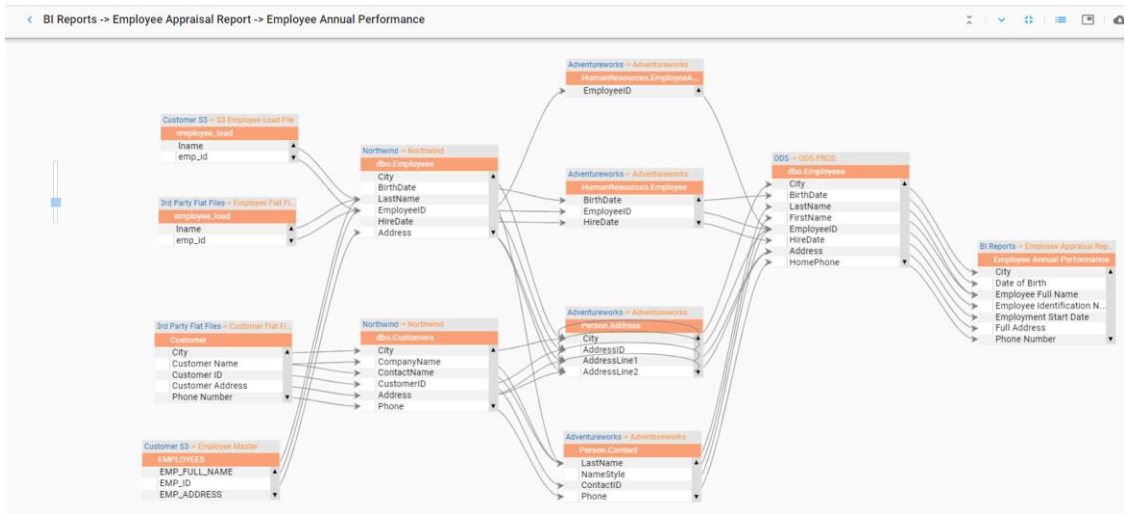 BI Reports -> Employee Appraisal Report -> Employee Annual Performance
Customer S3 -> S3 Employee Load File
employee_load
lname
emp_id
3rd Party Flat Files -> Employee Flat Fi...
employee_load
lname
emp_id
3rd Party Flat Files -> Customer Flat Fi...
Customer
City
Customer Name
Customer ID
Customer Address
Phone Number
Customer S3 -> Employee Master
EMPLOYEES
EMP_FULL_NAME
EMP_ID
EMP_ADDRESS
Northwind -> Northwind
dbo.Employees
City
BirthDate
LastName
EmployeeID
HireDate
Address
Northwind -> Northwind
dbo.Customers
City
CompanyName
ContactName
CustomerID
Address
Phone
Adventureworks -> Adventureworks
HumanResources.EmployeeA...
EmployeeID
Adventureworks -> Adventureworks
HumanResources.Employee
BirthDate
EmployeeID
HireDate
Adventureworks -> Adventureworks
Person.Address
City
AddressID
AddressLine1
AddressLine2
Adventureworks -> Adventureworks
Person.Contact
LastName
NameStyle
ContactID
Phone
ODS -> ODS-PROD
dbo.Employees
City
BirthDate
LastName
FirstName
EmployeeID
HireDate
Address
HomePhone
BI Reports -> Employee Appraisal Rep...
Employee Annual Performance
City
Date of Birth
Employee Full Name
Employee Identification N...
Employment Start Date
Full Address
Phone Number